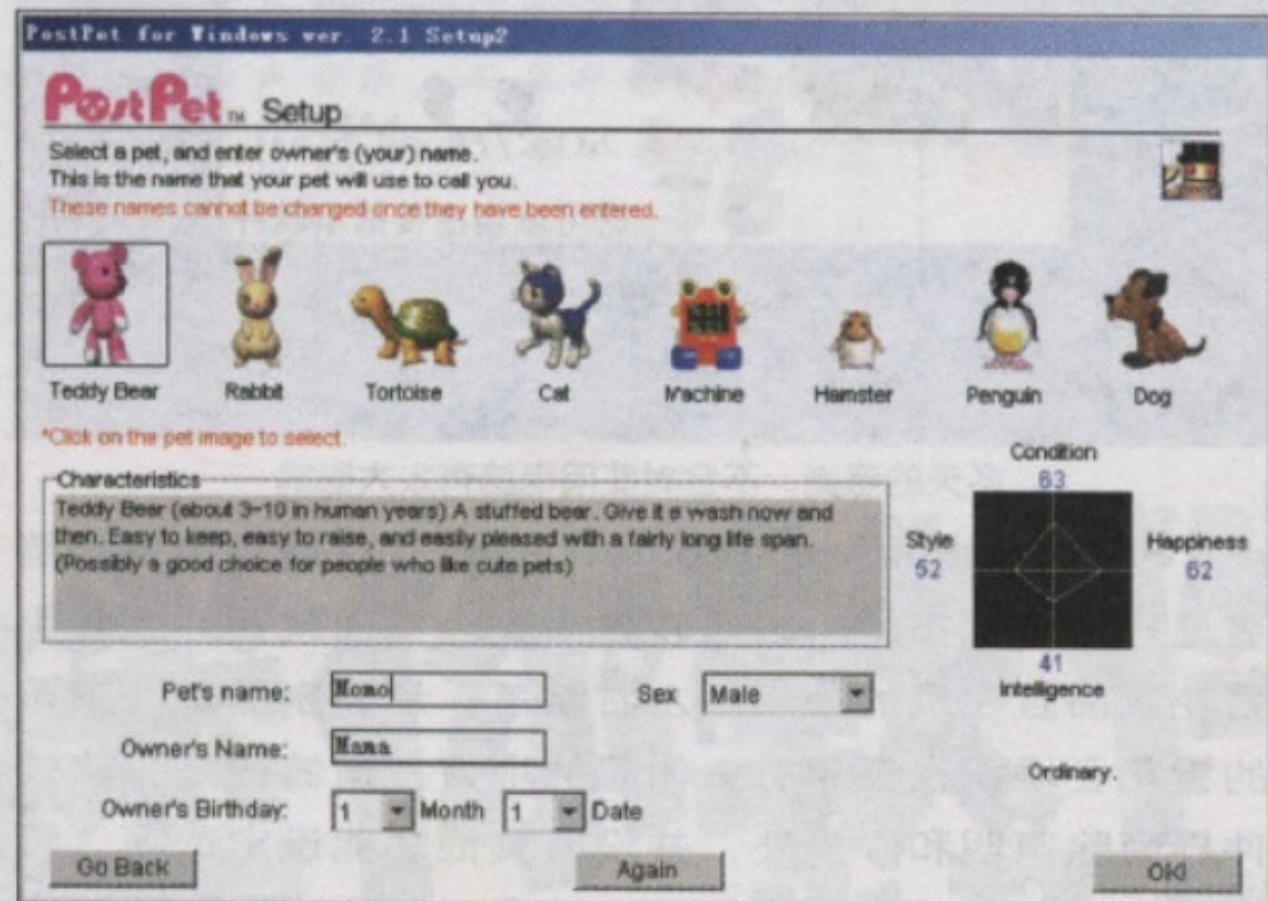 PostPet for Windows ver. 2.1 Setup2
PostPet TM Setup
Select a pet, and enter owner's (your) name.
This is the name that your pet will use to call you.
These names cannot be changed once they have been entered.
Teddy Bear Rabbit Tortoise Cat Machine Hamster Penguin Dog
*Click on the pet image to select.
Characteristics
Teddy Bear (about 3-10 in human years) A stuffed bear. Give it a wash now and
then. Easy to keep, easy to raise, and easily pleased with a fairly long life span.
(Possibly a good choice for people who like cute pets)
Condition
63
Style
52
Happiness
62
41
Intelligence
Pet's name: Momo Sex Male
Owner's Name: Mama
Ordinary.
Owner's Birthday: 1 Month 1 Date
Go Back Again OK!